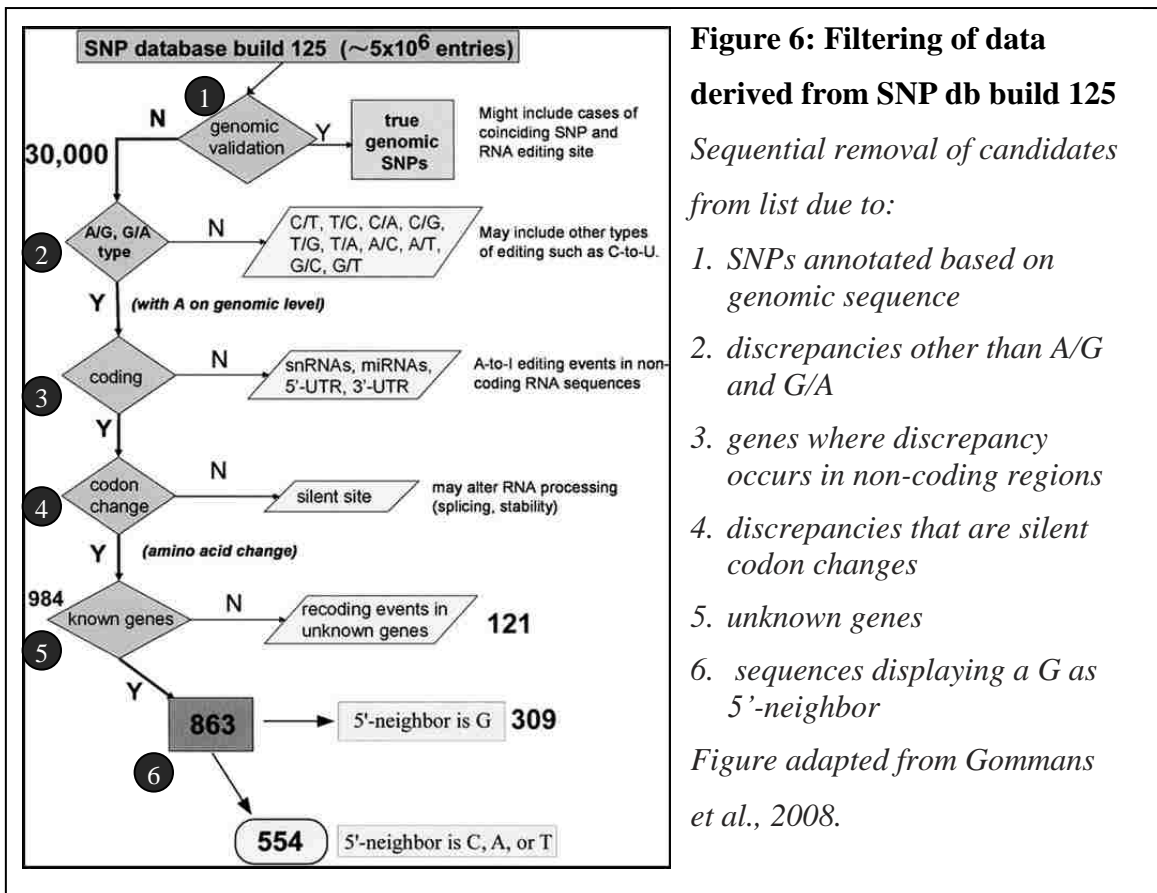 SNP database build 125 (~5x10⁶ entries)
1
N
genomic
validation
Y
true
genomic
SNPs
Might include cases of
coinciding SNP and
RNA editing site
30,000
2
A/G, G/A
type
N
C/T, T/C, C/A, C/G,
T/G, T/A, A/C, A/T,
G/C, G/T
May include other types
of editing such as C-to-U.
Y
(with A on genomic level)
3
coding
N
snRNAs, miRNAs,
5'-UTR, 3'-UTR
A-to-I editing events in non-
coding RNA sequences
Y
4
codon
change
N
silent site
may alter RNA processing
(splicing, stability)
Y
(amino acid change)
984
known genes
N
recoding events in
unknown genes
121
5
Y
863
5'-neighbor is G
309
6
554
5'-neighbor is C, A, or T
Figure 6: Filtering of data
derived from SNP db build 125
Sequential removal of candidates
from list due to:
1. SNPs annotated based on
genomic sequence
2. discrepancies other than A/G
and G/A
3. genes where discrepancy
occurs in non-coding regions
4. discrepancies that are silent
codon changes
5. unknown genes
6. sequences displaying a G as
5'-neighbor
Figure adapted from Gommans
et al., 2008.